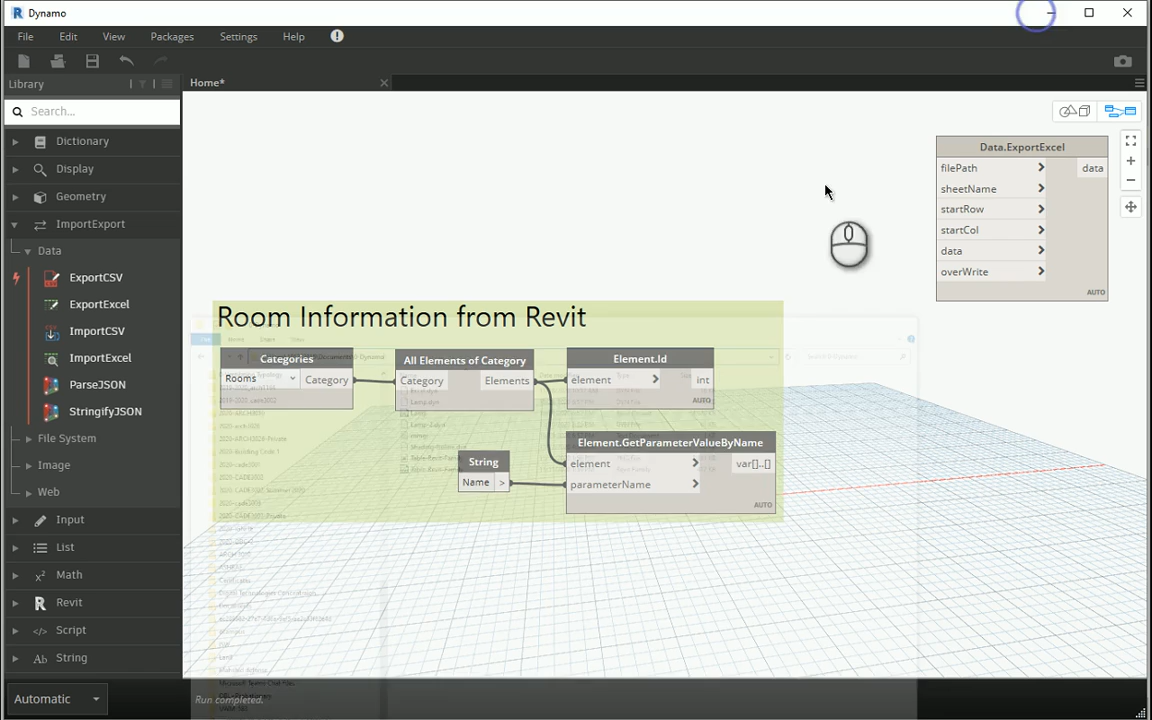 Dynamo
File Edit View Packages Settings Help
Library
Home*
Search...
Dictionary
Display
Geometry
ImportExport
Data
ExportCSV
ExportExcel
ImportCSV
ImportExcel
ParseJSON
StringifyJSON
File System
Image
Web
Input
List
Math
Revit
Script
String
Data.ExportExcel
filePath > data
sheetName >
startRow >
startCol >
data >
overWrite >
AUTO
Room Information from Revit
Categories
Rooms Category
All Elements of Category
Category Elements
Element.Id
element > int
AUTO
String
Name >
Element.GetParameterValueByName
element > var[]..[]
parameterName >
AUTO
Automatic
Run completed.